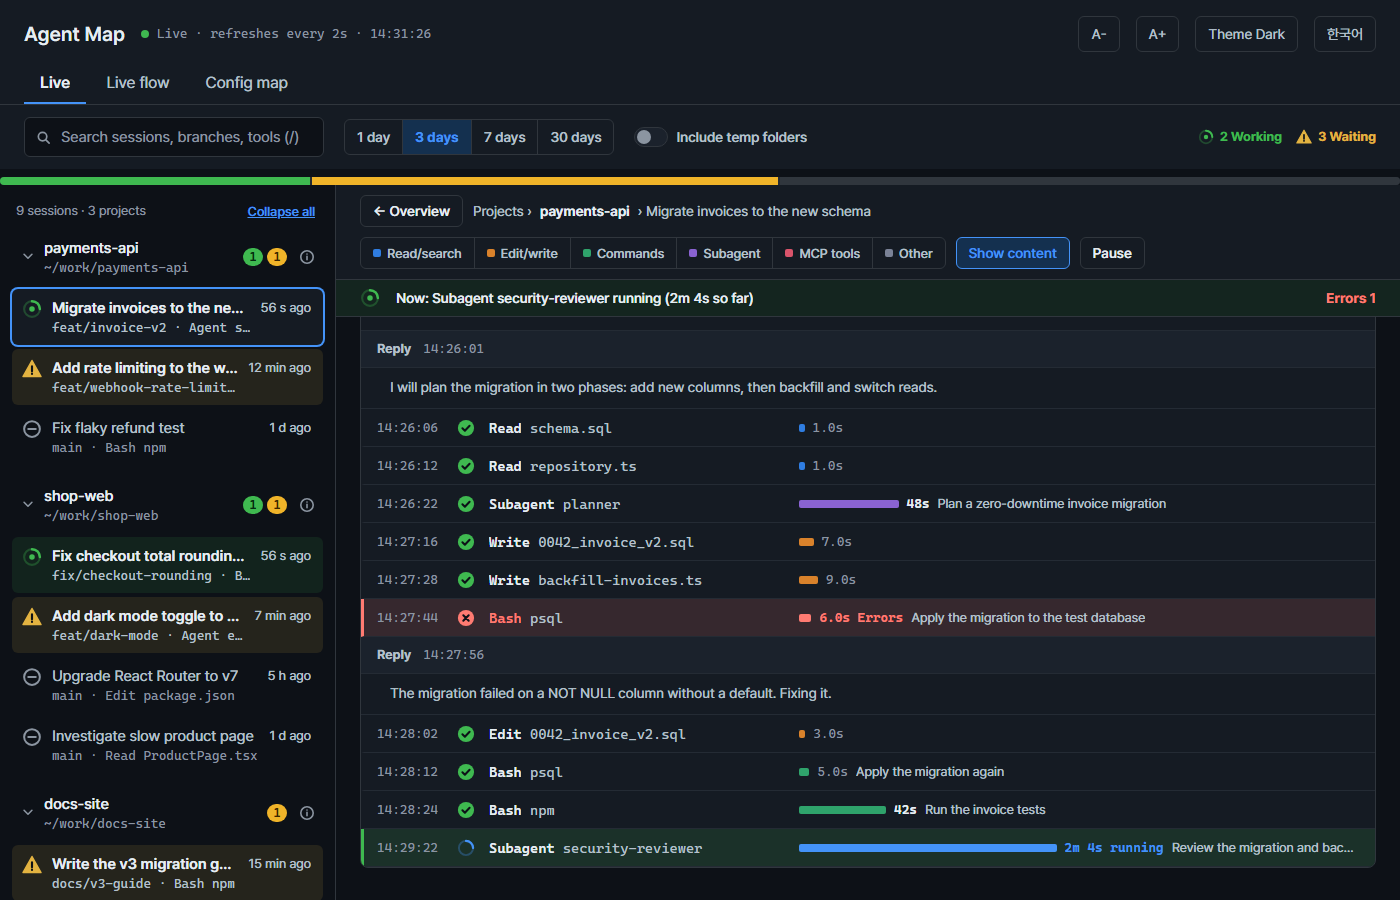 Agent Map
Live · refreshes every 2s · 14:31:26
A-
A+
Theme Dark
한국어
Live
Live flow
Config map
Search sessions, branches, tools (/)
1 day
3 days
7 days
30 days
Include temp folders
2 Working
3 Waiting
9 sessions · 3 projects
Collapse all
payments-api
1
1
~/work/payments-api
Migrate invoices to the ne...
56 s ago
feat/invoice-v2 · Agent s…
Add rate limiting to the w...
12 min ago
feat/webhook-rate-limit…
Fix flaky refund test
1 d ago
main · Bash npm
shop-web
1
1
~/work/shop-web
Fix checkout total roundin...
56 s ago
fix/checkout-rounding · B…
Add dark mode toggle to ...
7 min ago
feat/dark-mode · Agent e…
Upgrade React Router to v7
5 h ago
main · Edit package.json
Investigate slow product page
1 d ago
main · Read ProductPage.tsx
docs-site
1
~/work/docs-site
Write the v3 migration g...
15 min ago
docs/v3-guide · Bash npm
← Overview
Projects › payments-api › Migrate invoices to the new schema
Read/search
Edit/write
Commands
Subagent
MCP tools
Other
Show content
Pause
Now: Subagent security-reviewer running (2m 4s so far)
Errors 1
Reply 14:26:01
I will plan the migration in two phases: add new columns, then backfill and switch reads.
14:26:06 Read schema.sql 1.0s
14:26:12 Read repository.ts 1.0s
14:26:22 Subagent planner 48s Plan a zero-downtime invoice migration
14:27:16 Write 0042_invoice_v2.sql 7.0s
14:27:28 Write backfill-invoices.ts 9.0s
14:27:44 Bash psql 6.0s Errors Apply the migration to the test database
Reply 14:27:56
The migration failed on a NOT NULL column without a default. Fixing it.
14:28:02 Edit 0042_invoice_v2.sql 3.0s
14:28:12 Bash psql 5.0s Apply the migration again
14:28:24 Bash npm 42s Run the invoice tests
14:29:22 Subagent security-reviewer 2m 4s running Review the migration and bac...